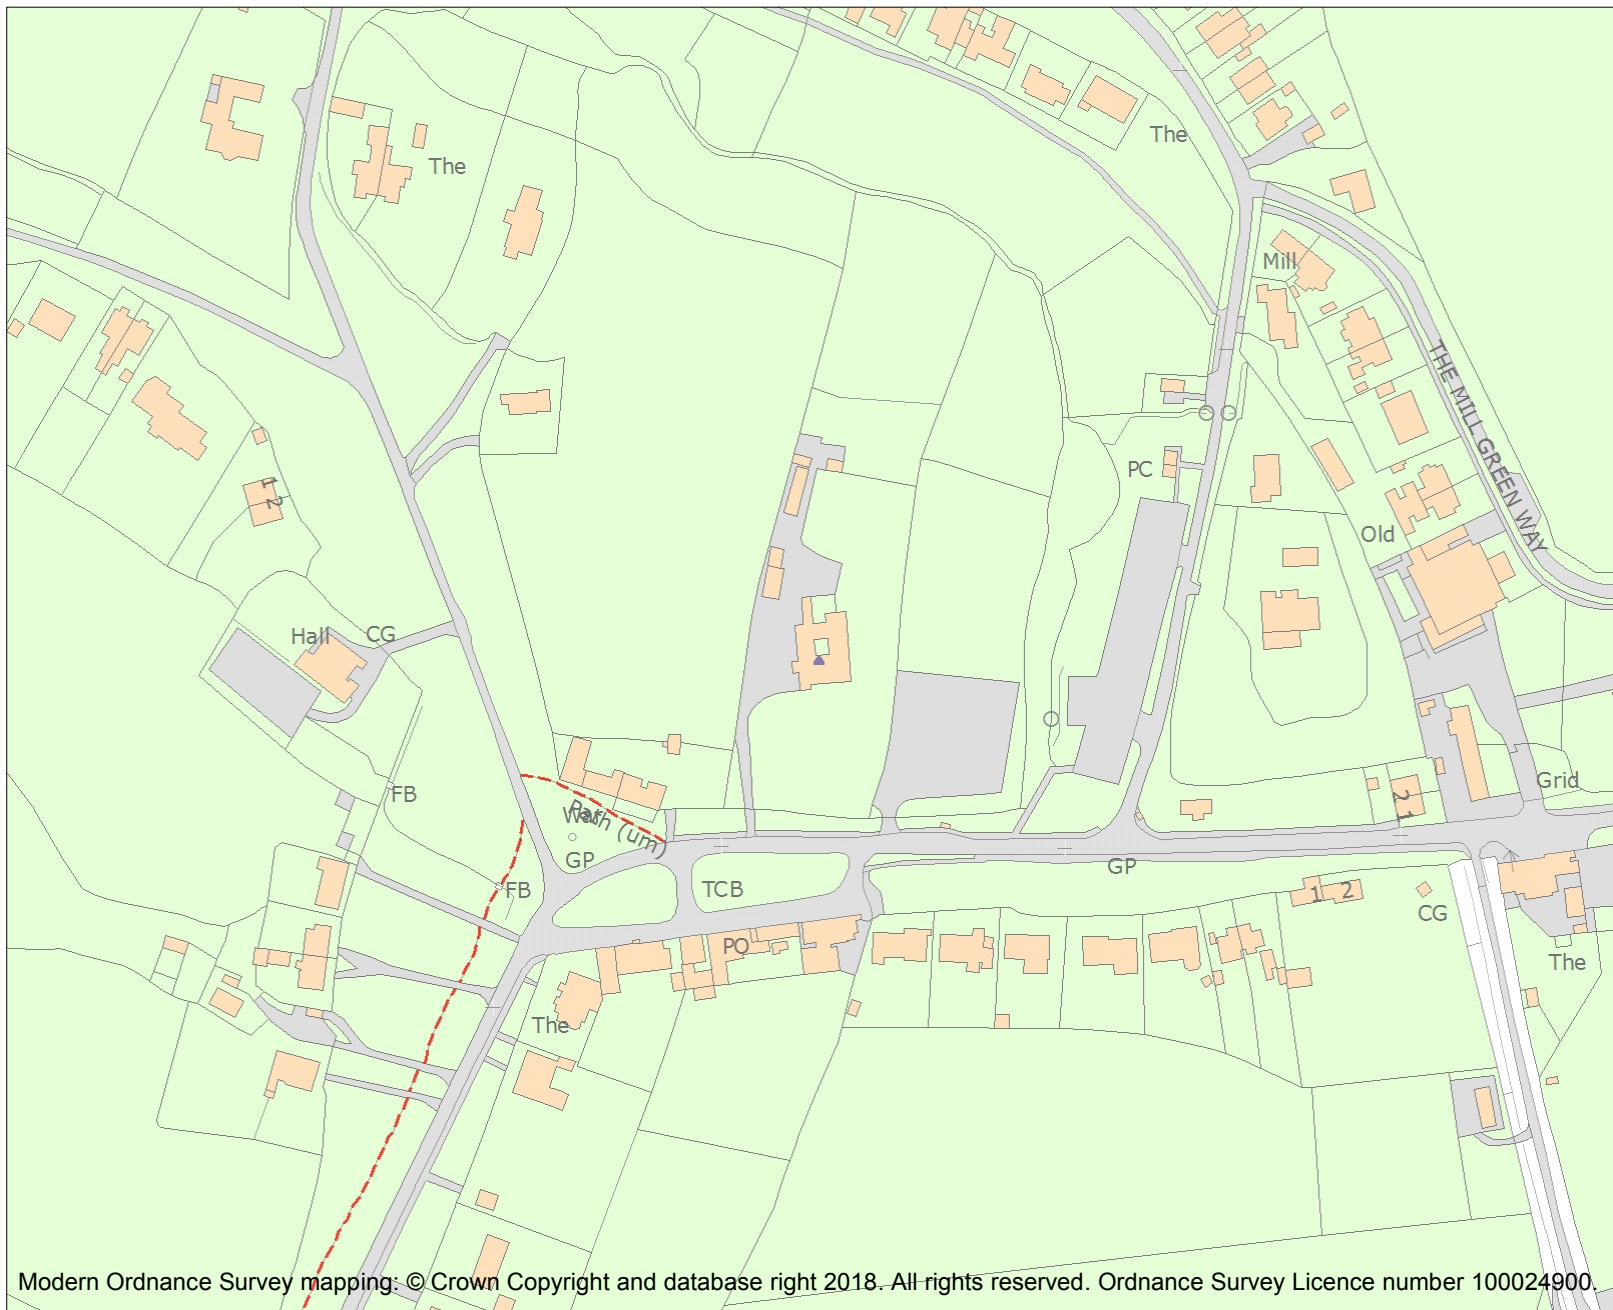 The
The
Mill
THE MILL GREEN WAY
PC
1
2
Old
Hall
CG
FB
Path (um)
GP
Grid
2
1
GP
FB
TCB
1
2
CG
PO
The
The
Modern Ordnance Survey mapping: © Crown Copyright and database right 2018. All rights reserved. Ordnance Survey Licence number 100024900.